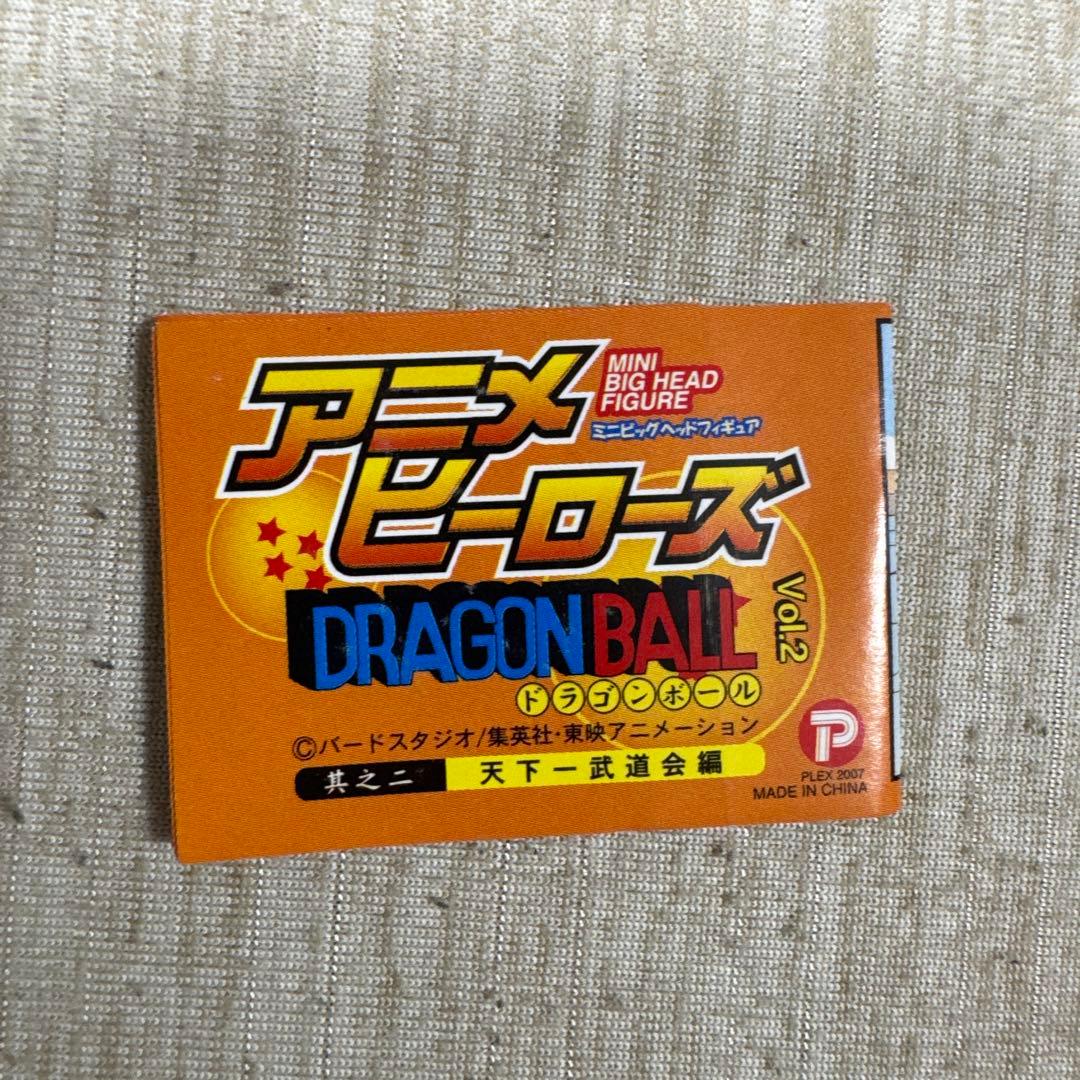 アニメ
ヒーローズ
MINI
BIG HEAD
FIGURE
ミニビッグヘッドフィギュア
DRAGON BALL
Vol.2
ドラゴンボール
©バードスタジオ/集英社・東映アニメーション
其之二 天下一武道会編
P
PLEX 2007
MADE IN CHINA